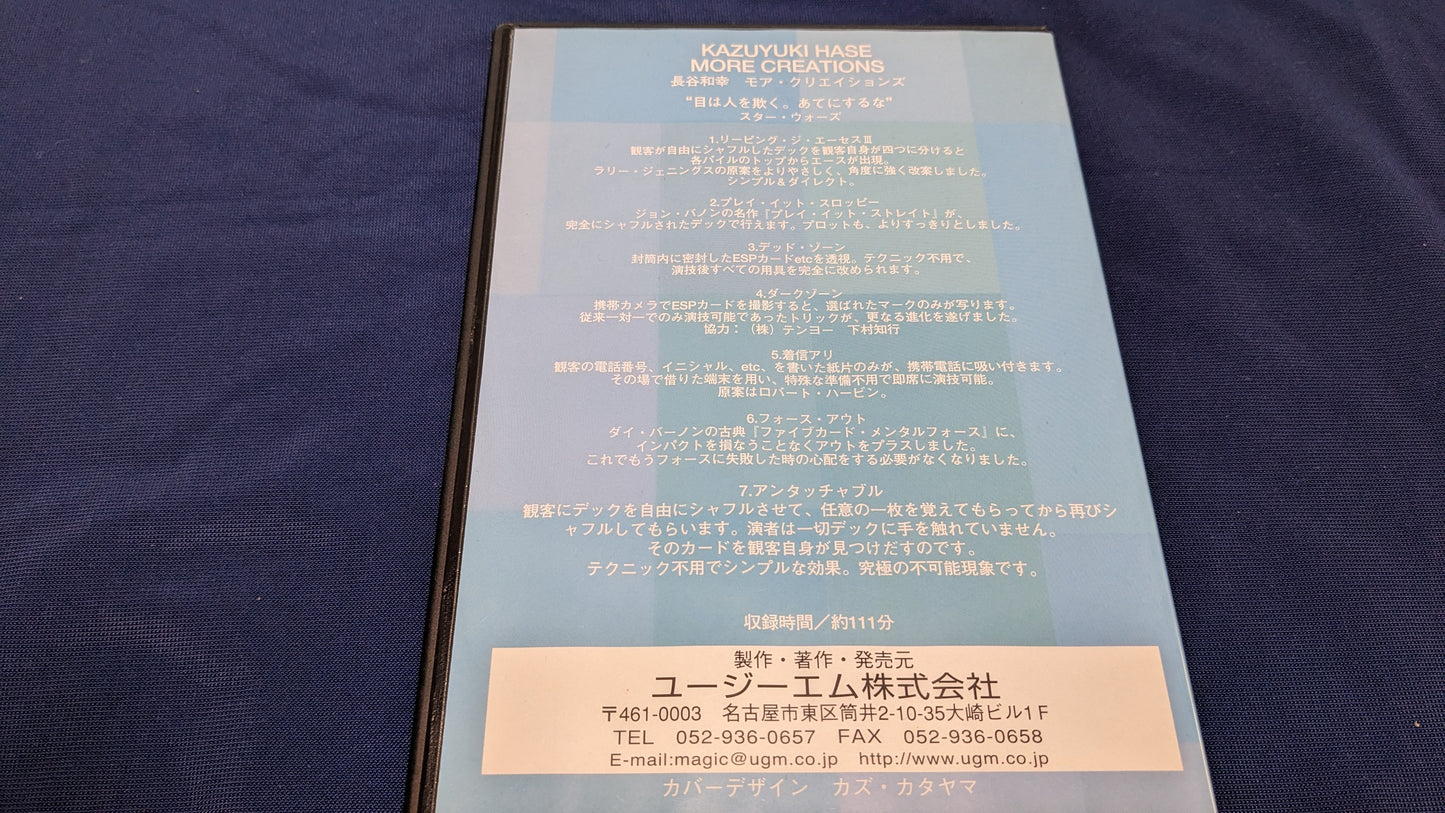 KAZUYUKI HASE
MORE CREATIONS
長谷和幸　モア・クリエイションズ
“目は人を欺く。あてにするな”
スター・ウォーズ
1.リーピング・ジ・エーセスⅢ
観客が自由にシャフルしたデックを観客自身が四つに分けると
各パイルのトップからエースが出現。
ラリー・ジェニングスの原案をよりやさしく、角度に強く改案しました。
シンプル＆ダイレクト。
2.プレイ・イット・スロッピー
ジョン・バノンの名作『プレイ・イット・ストレイト』が、
完全にシャフルされたデックで行えます。プロットも、よりすっきりとしました。
3.デッド・ゾーン
封筒内に密封したESPカードetcを透視。テクニック不用で、
演技後すべての用具を完全に改められます。
4.ダークゾーン
携帯カメラでESPカードを撮影すると、選ばれたマークのみが写ります。
従来一対一でのみ演技可能であったトリックが、更なる進化を遂げました。
協力：（株）テンヨー　下村知行
5.着信アリ
観客の電話番号、イニシャル、etc、を書いた紙片のみが、携帯電話に吸い付きます。
その場で借りた端末を用い、特殊な準備不用で即席に演技可能。
原案はロバート・ハービン。
6.フォース・アウト
ダイ・バーノンの古典『ファイブカード・メンタルフォース』に、
インパクトを損なうことなくアウトをプラスしました。
これでもうフォースに失敗した時の心配をする必要がなくなりました。
7.アンタッチャブル
観客にデックを自由にシャフルさせて、任意の一枚を覚えてもらってから再びシ
ャフルしてもらいます。演者は一切デックに手を触れていません。
そのカードを観客自身が見つけだすのです。
テクニック不用でシンプルな効果。究極の不可能現象です。
収録時間／約111分
製作・著作・発売元
ユージーエム株式会社
〒461-0003　名古屋市東区筒井2-10-35大崎ビル1Ｆ
TEL　052-936-0657　FAX　052-936-0658
E-mail:magic@ugm.co.jp　http://www.ugm.co.jp
カバーデザイン　カズ・カタヤマ